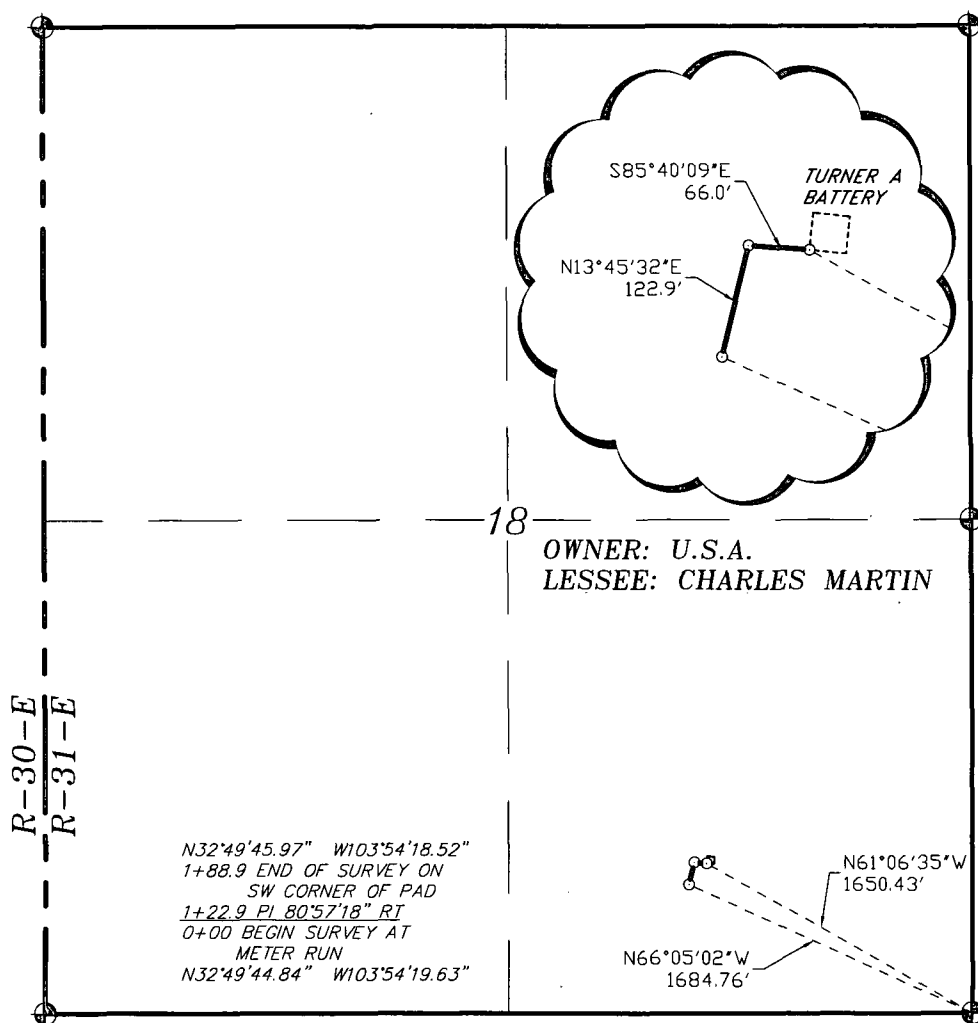 S85°40'09"E
66.0'
TURNER A
BATTERY
N13°45'32"E
122.9'
18
OWNER: U.S.A.
LESSEE: CHARLES MARTIN
R-30-E
R-31-E
N32°49'45.97" W103°54'18.52"
1+88.9 END OF SURVEY ON
SW CORNER OF PAD
1+22.9 PI 80°57'18" RT
0+00 BEGIN SURVEY AT
METER RUN
N32°49'44.84" W103°54'19.63"
N61°06'35"W
1650.43'
N66°05'02"W
1684.76'